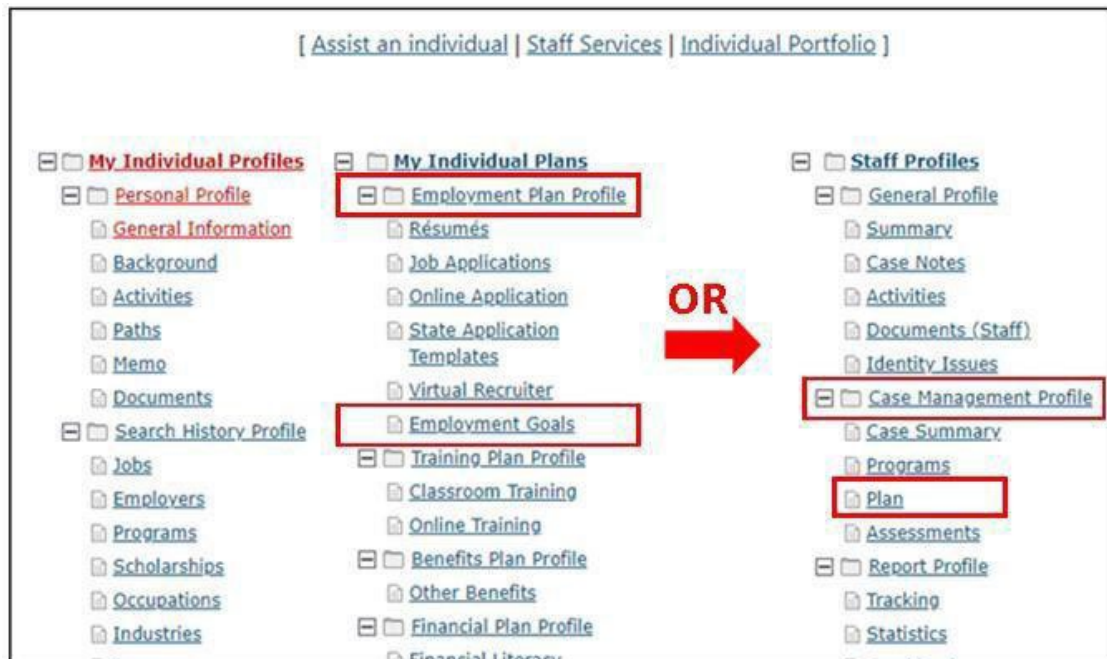 [ Assist an individual | Staff Services | Individual Portfolio ]
My Individual Profiles
Personal Profile
General Information
Background
Activities
Paths
Memo
Documents
Search History Profile
Jobs
Employers
Programs
Scholarships
Occupations
Industries
My Individual Plans
Employment Plan Profile
Résumés
Job Applications
Online Application
State Application
Templates
Virtual Recruiter
Employment Goals
Training Plan Profile
Classroom Training
Online Training
Benefits Plan Profile
Other Benefits
Financial Plan Profile
Financial Literacy
OR
Staff Profiles
General Profile
Summary
Case Notes
Activities
Documents (Staff)
Identity Issues
Case Management Profile
Case Summary
Programs
Plan
Assessments
Report Profile
Tracking
Statistics